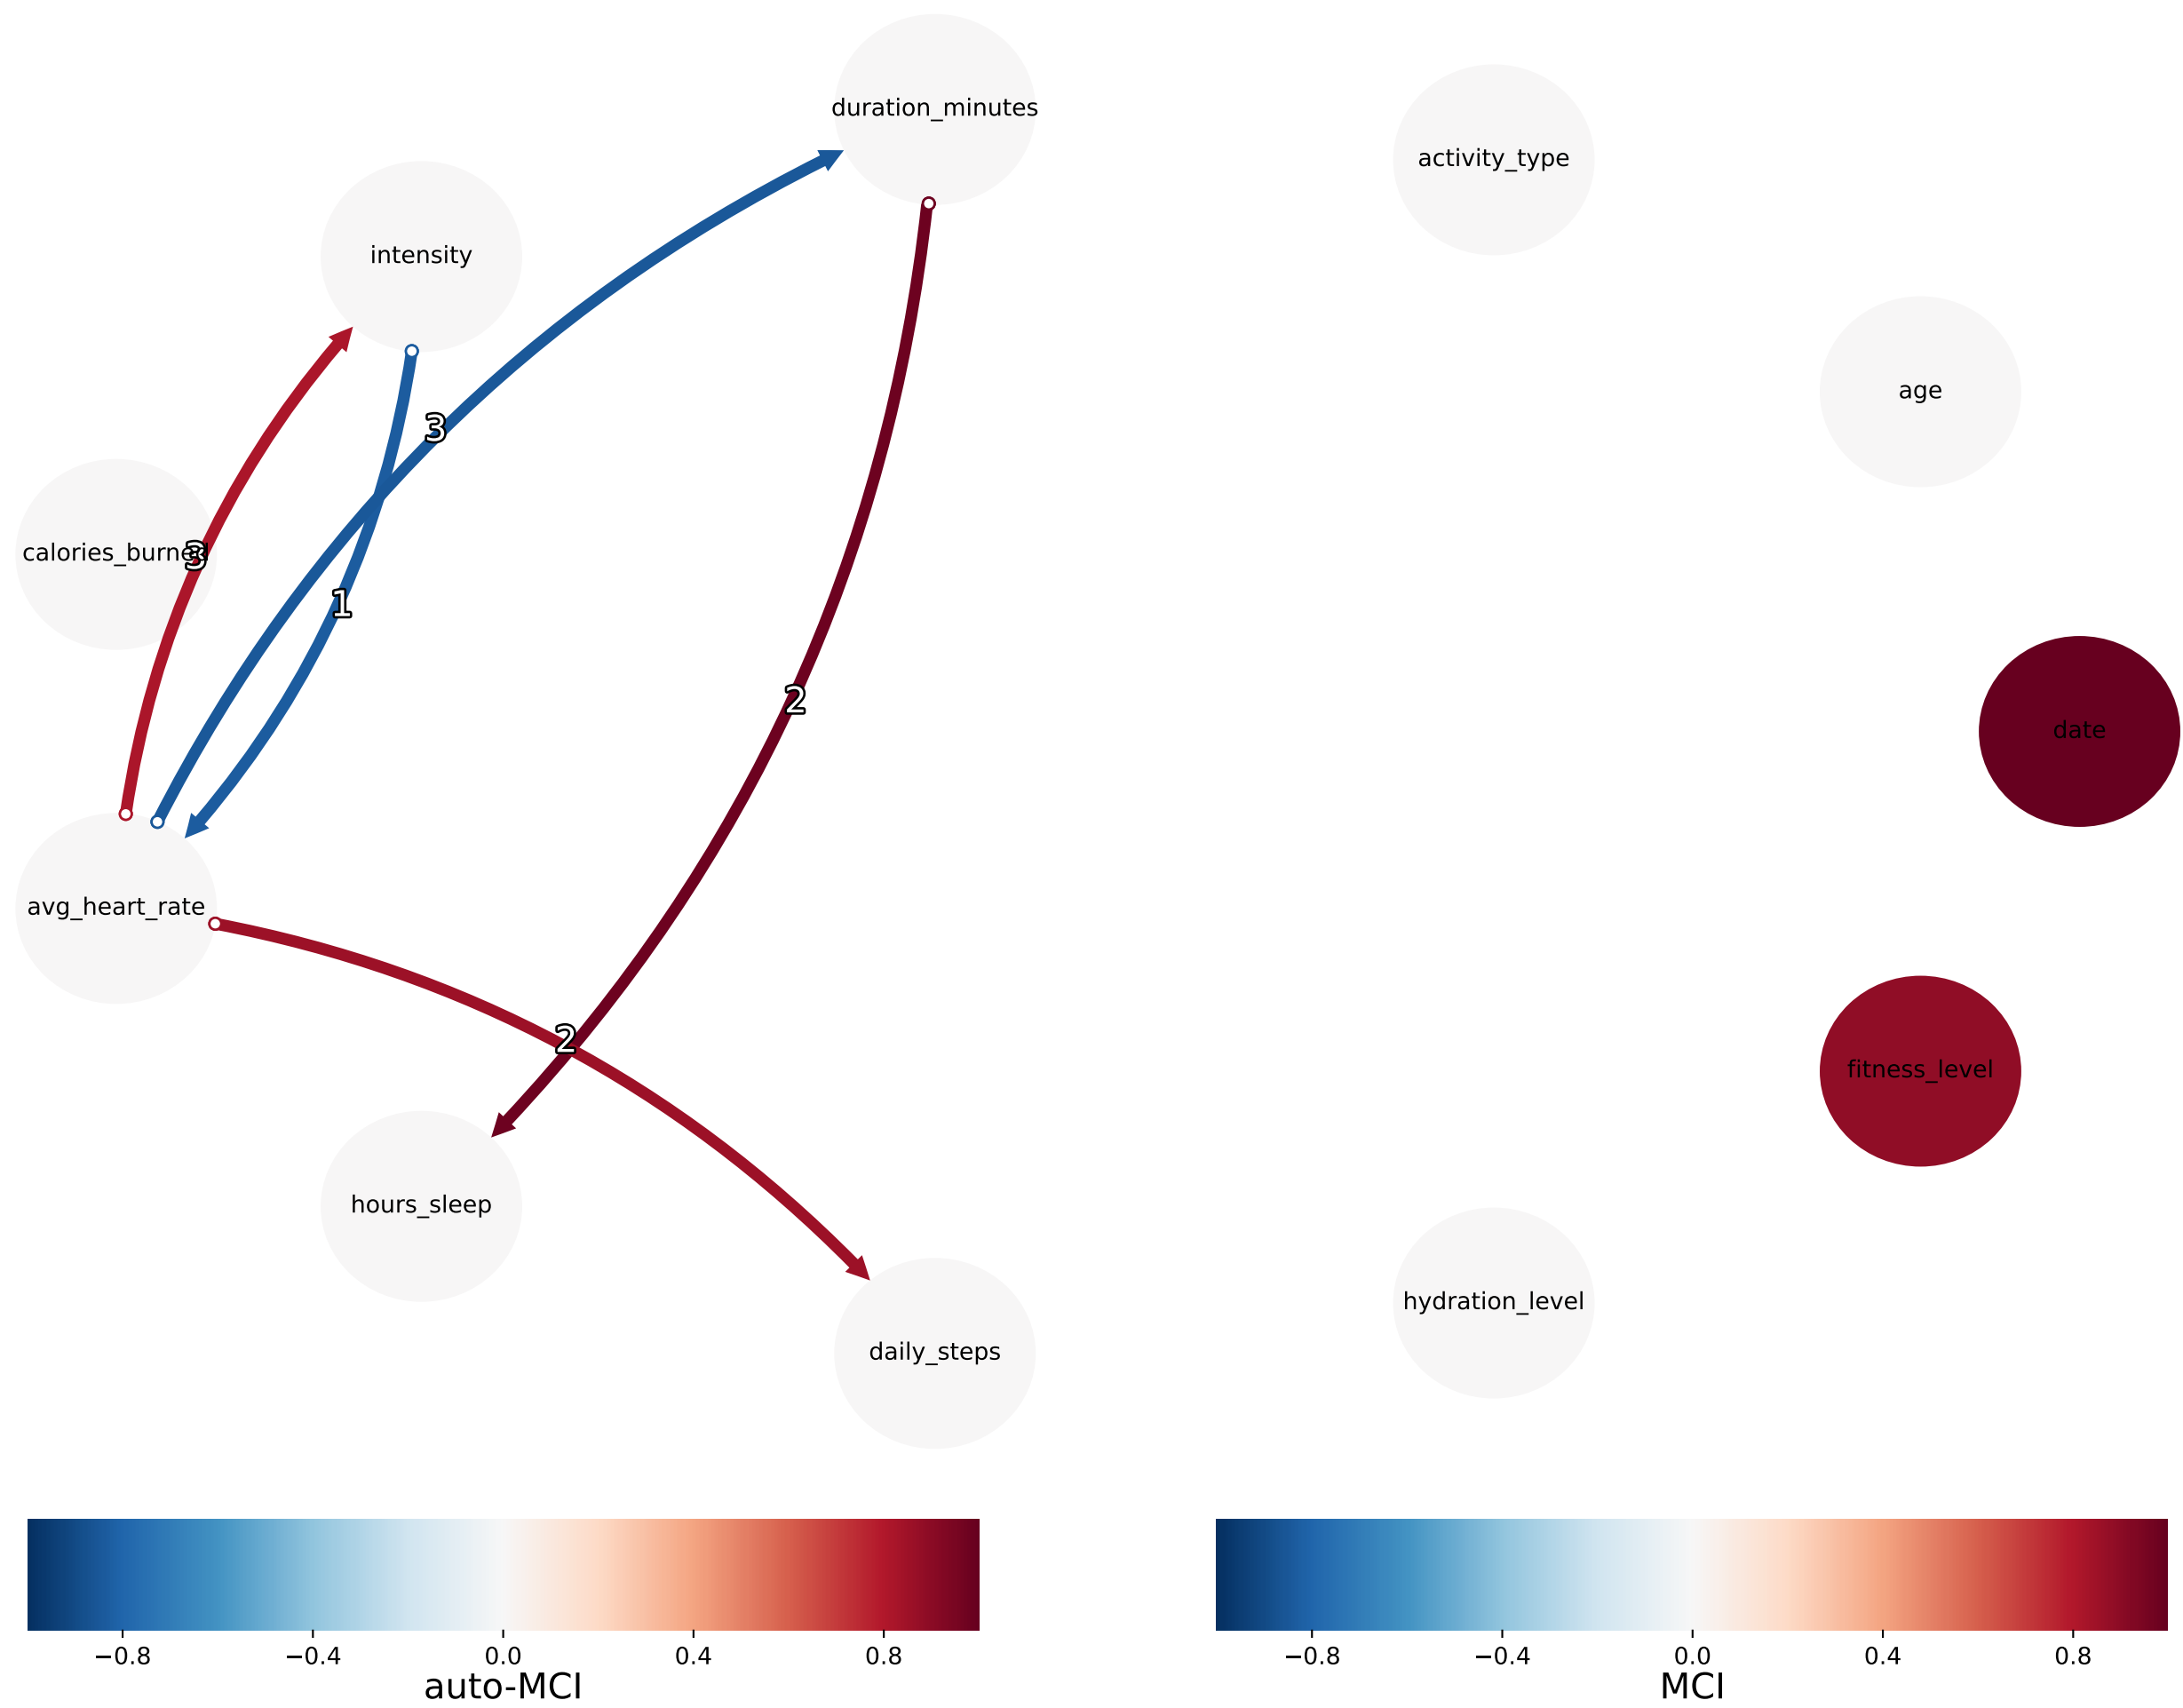 duration_minutes
activity_type
intensity
age
3
calories_burned
3
1
2
date
avg_heart_rate
2
fitness_level
hours_sleep
hydration_level
daily_steps
−0.8 −0.4 0.0 0.4 0.8
auto-MCI
−0.8 −0.4 0.0 0.4 0.8
MCI